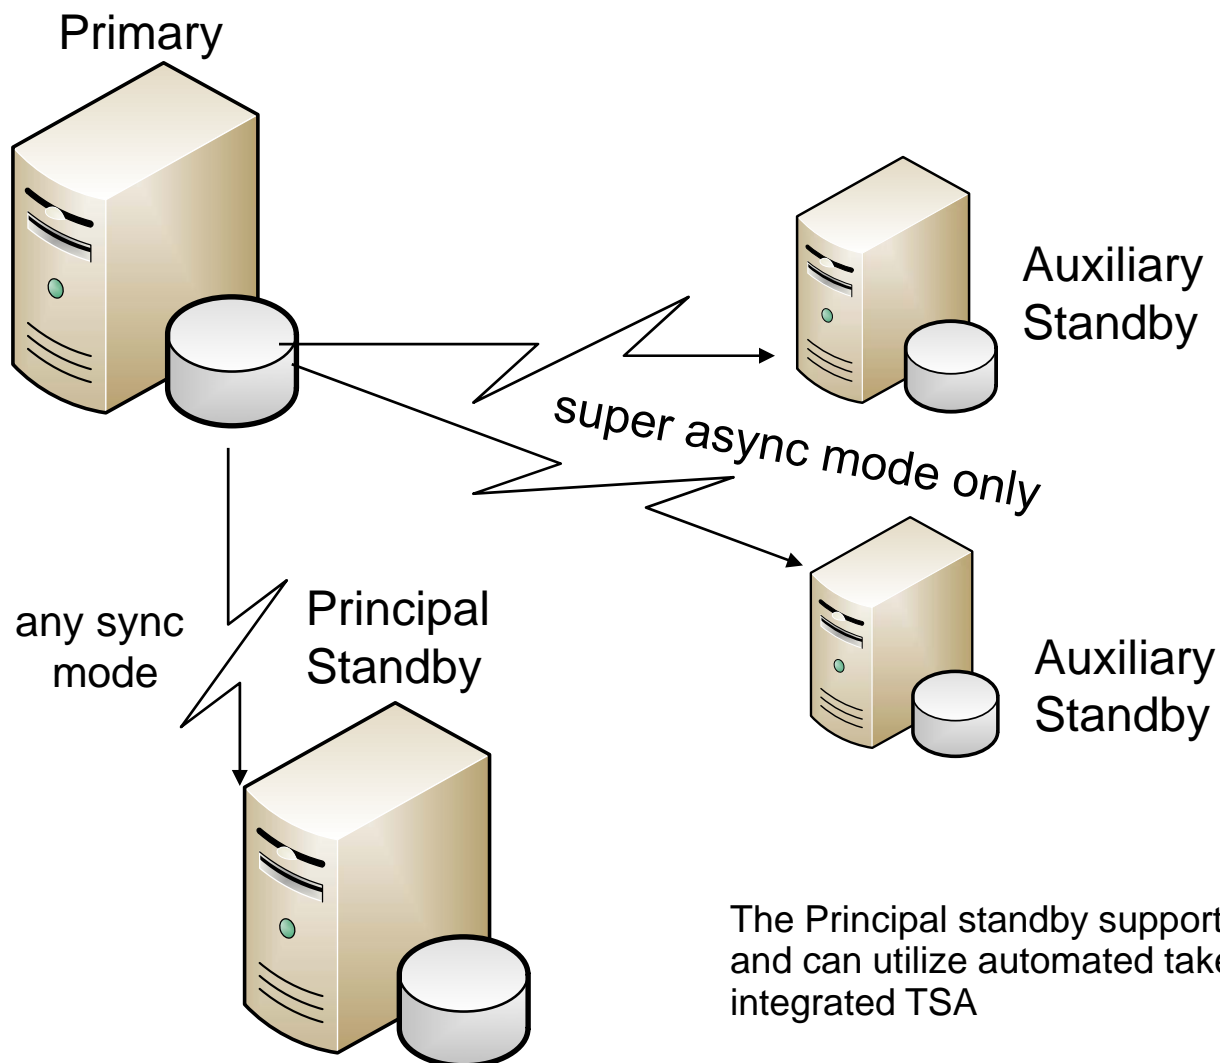 Primary
Auxiliary
Standby
super async mode only
any sync
mode
Principal
Standby
Auxiliary
Standby
The Principal standby support
and can utilize automated take
integrated TSA